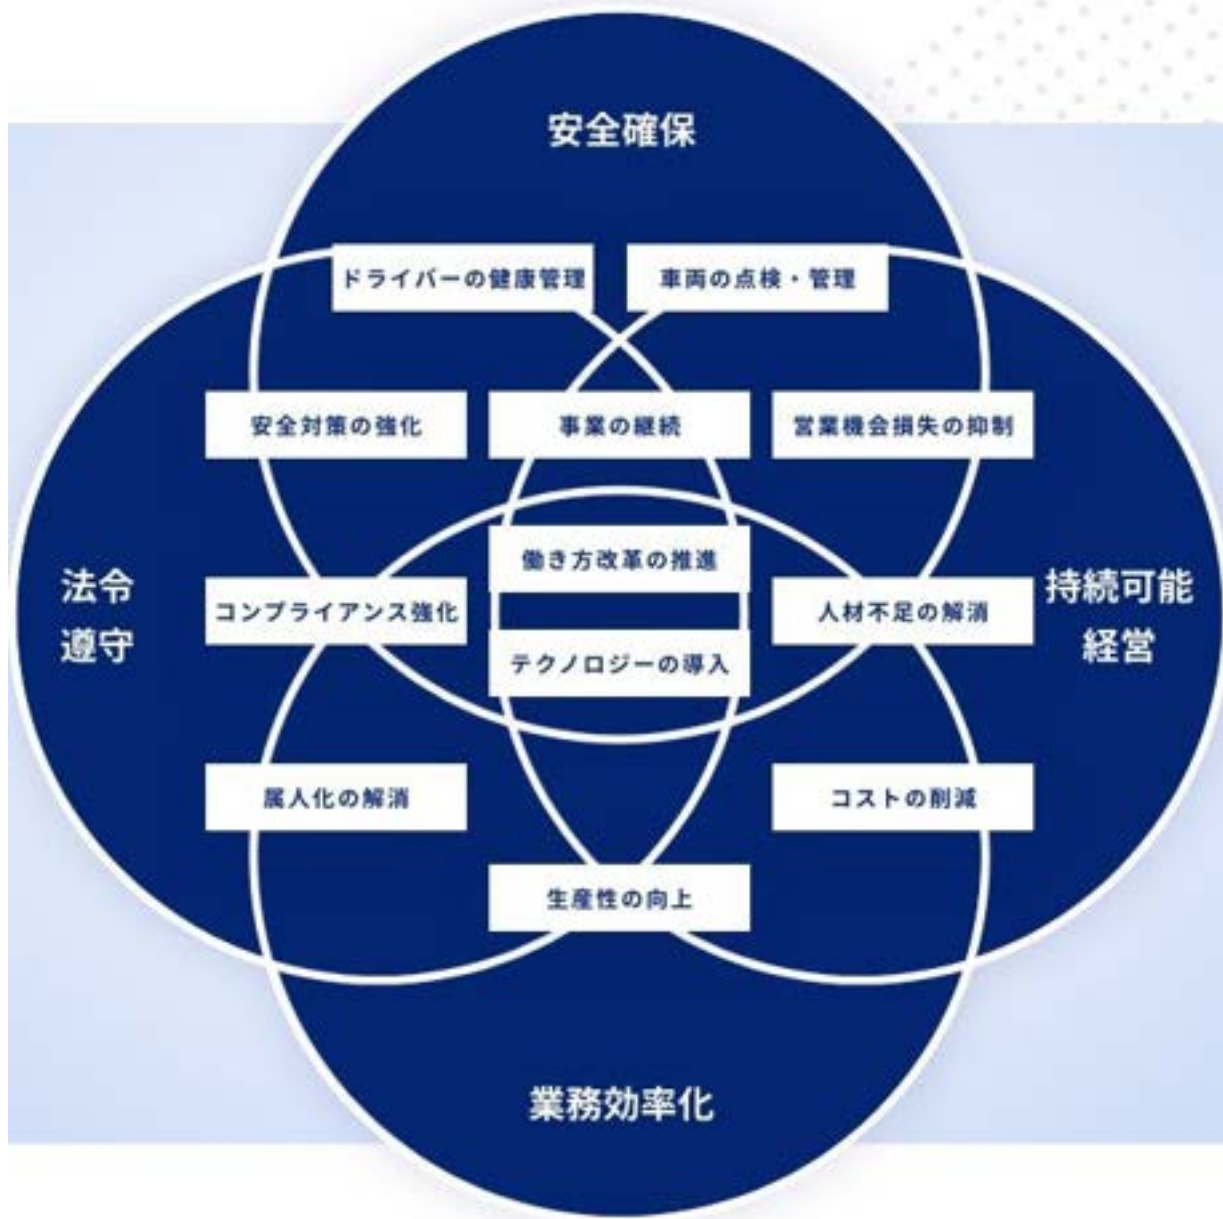 安全確保
ドライバーの健康管理
車両の点検・管理
安全対策の強化
事業の継続
営業機会損失の抑制
法令
遵守
コンプライアンス強化
働き方改革の推進
テクノロジーの導入
人材不足の解消
持続可能
経営
属人化の解消
コストの削減
生産性の向上
業務効率化